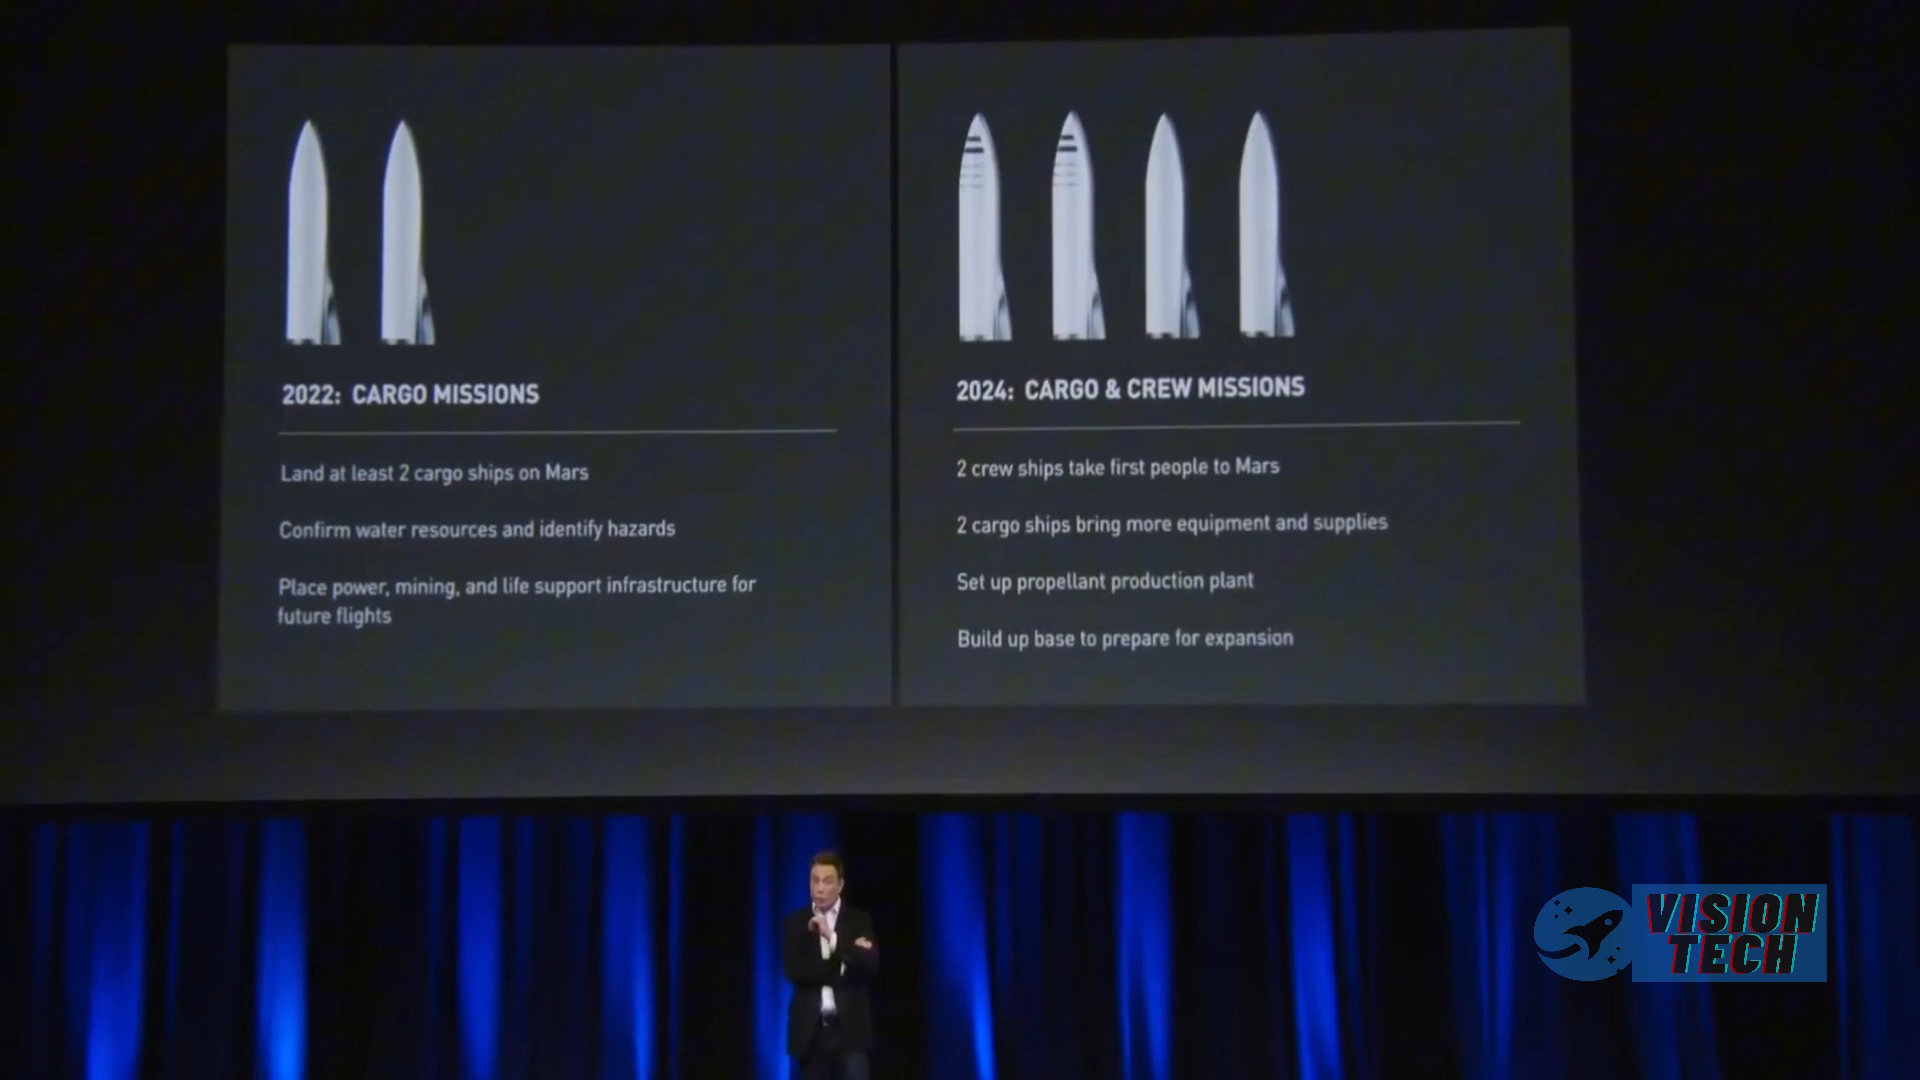 2022: CARGO MISSIONS
Land at least 2 cargo ships on Mars
Confirm water resources and identify hazards
Place power, mining, and life support infrastructure for
future flights
2024: CARGO & CREW MISSIONS
2 crew ships take first people to Mars
2 cargo ships bring more equipment and supplies
Set up propellant production plant
Build up base to prepare for expansion
VISION
TECH